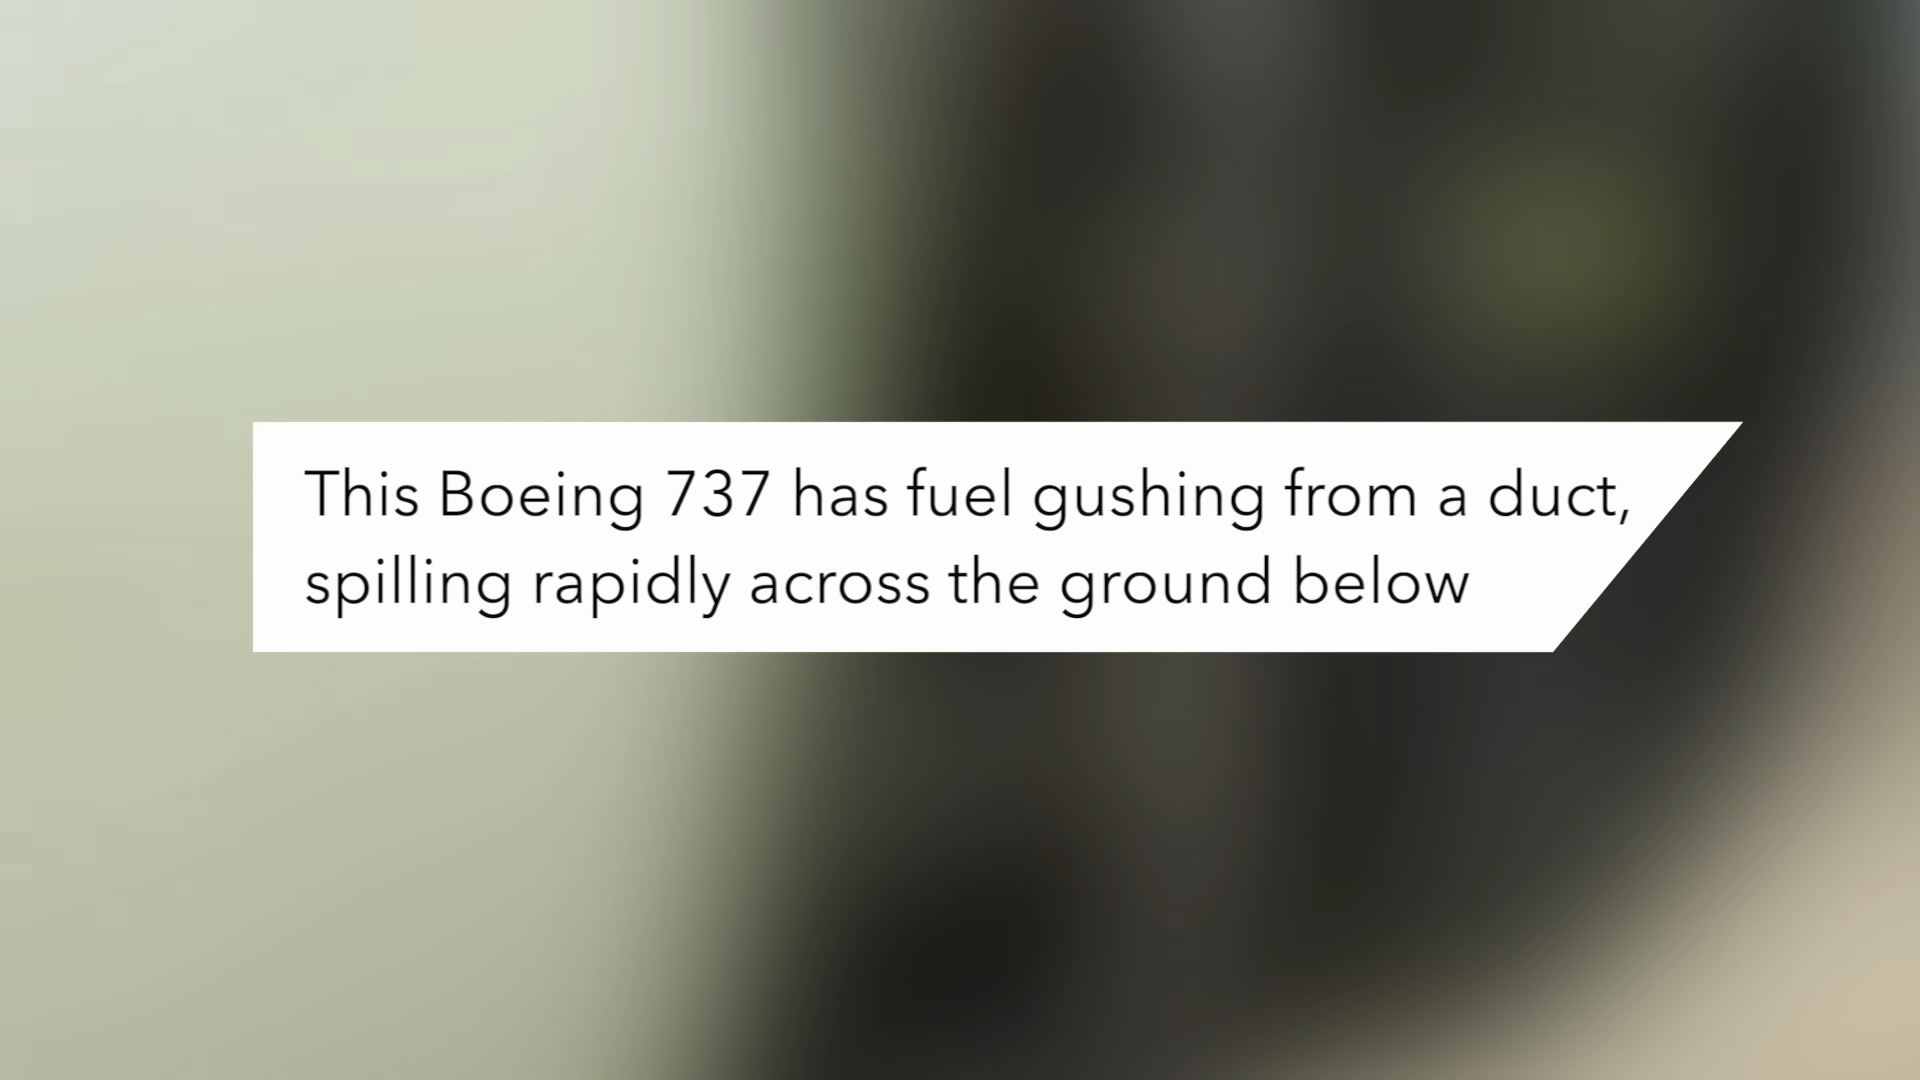 This Boeing 737 has fuel gushing from a duct,
spilling rapidly across the ground below